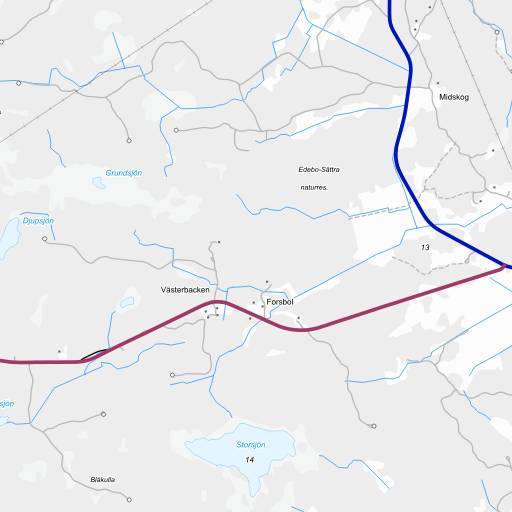 Midskog
Edebo-Sättra
naturres.
Grundsjön
Djupsjön
13
Västerbacken
Forsbol
sjön
Storsjön
14
Blåkulla